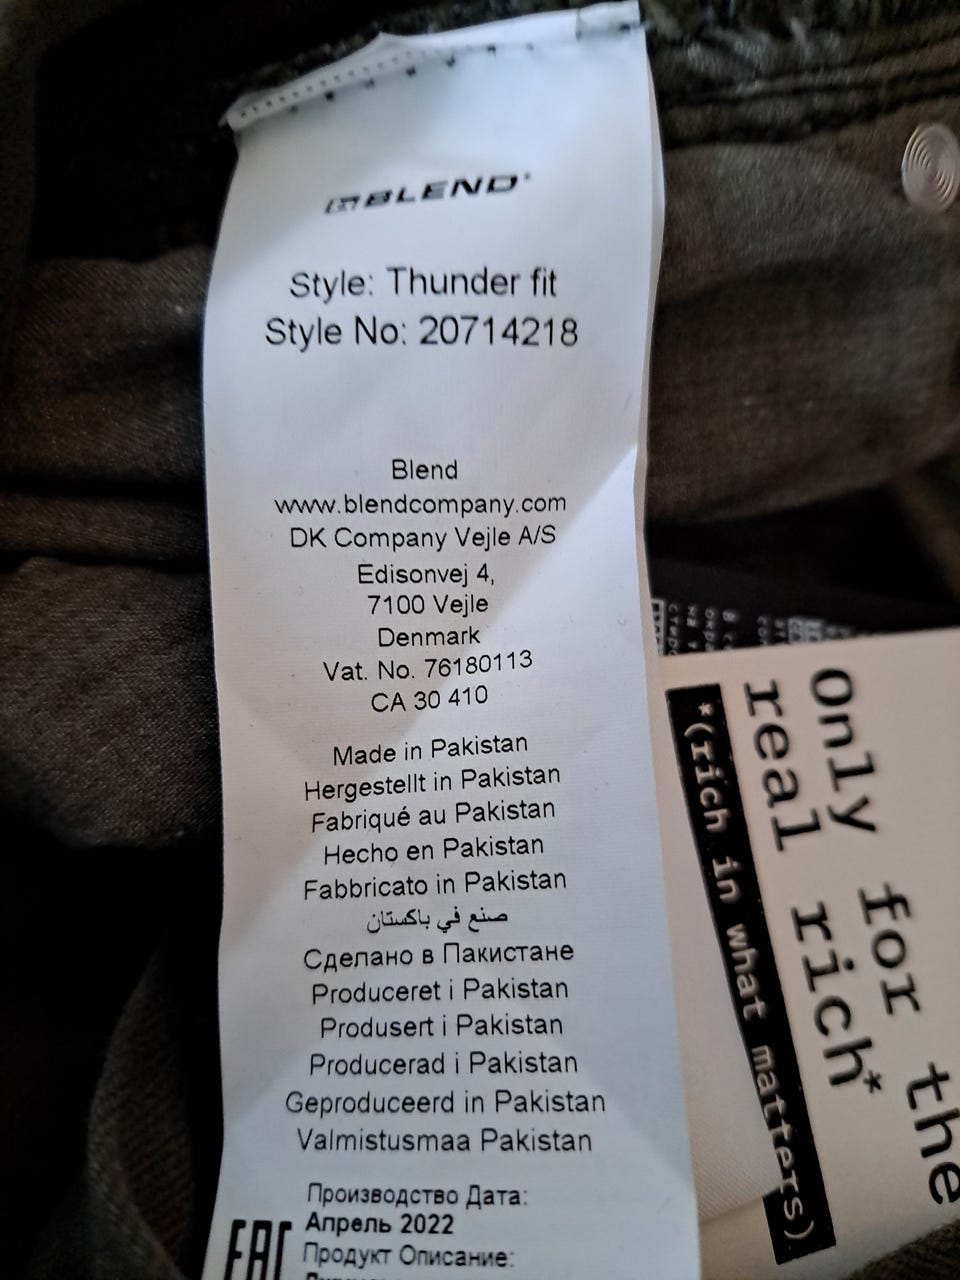 BLEND
Style: Thunder fit
Style No: 20714218
Blend
www.blendcompany.com
DK Company Vejle A/S
Edisonvej 4,
7100 Vejle
Denmark
Vat. No. 76180113
CA 30 410
Made in Pakistan
Hergestellt in Pakistan
Fabriqué au Pakistan
Hecho en Pakistan
Fabbricato in Pakistan
صنع في باكستان
Сделано в Пакистане
Produceret i Pakistan
Produsert i Pakistan
Producerad i Pakistan
Geproduceerd in Pakistan
Valmistusmaa Pakistan
Производство Дата:
Апрель 2022
EAC
Продукт Описание:
only for the
real rich*
*(rich in what matters)